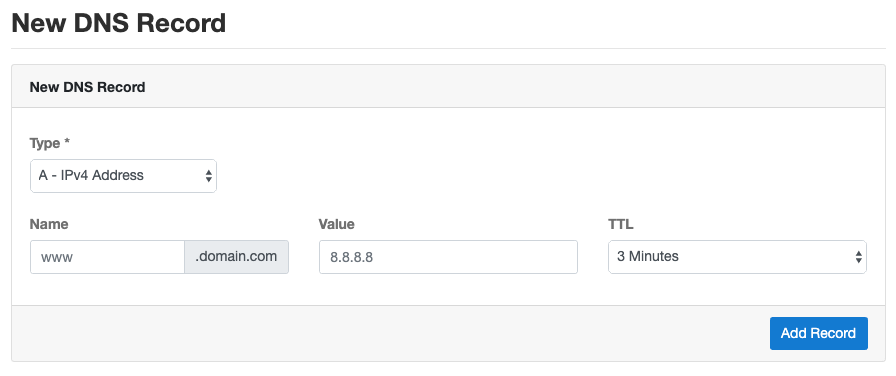 New DNS Record
New DNS Record
Type *
A - IPv4 Address
Name Value TTL
www .domain.com 8.8.8.8 3 Minutes
Add Record